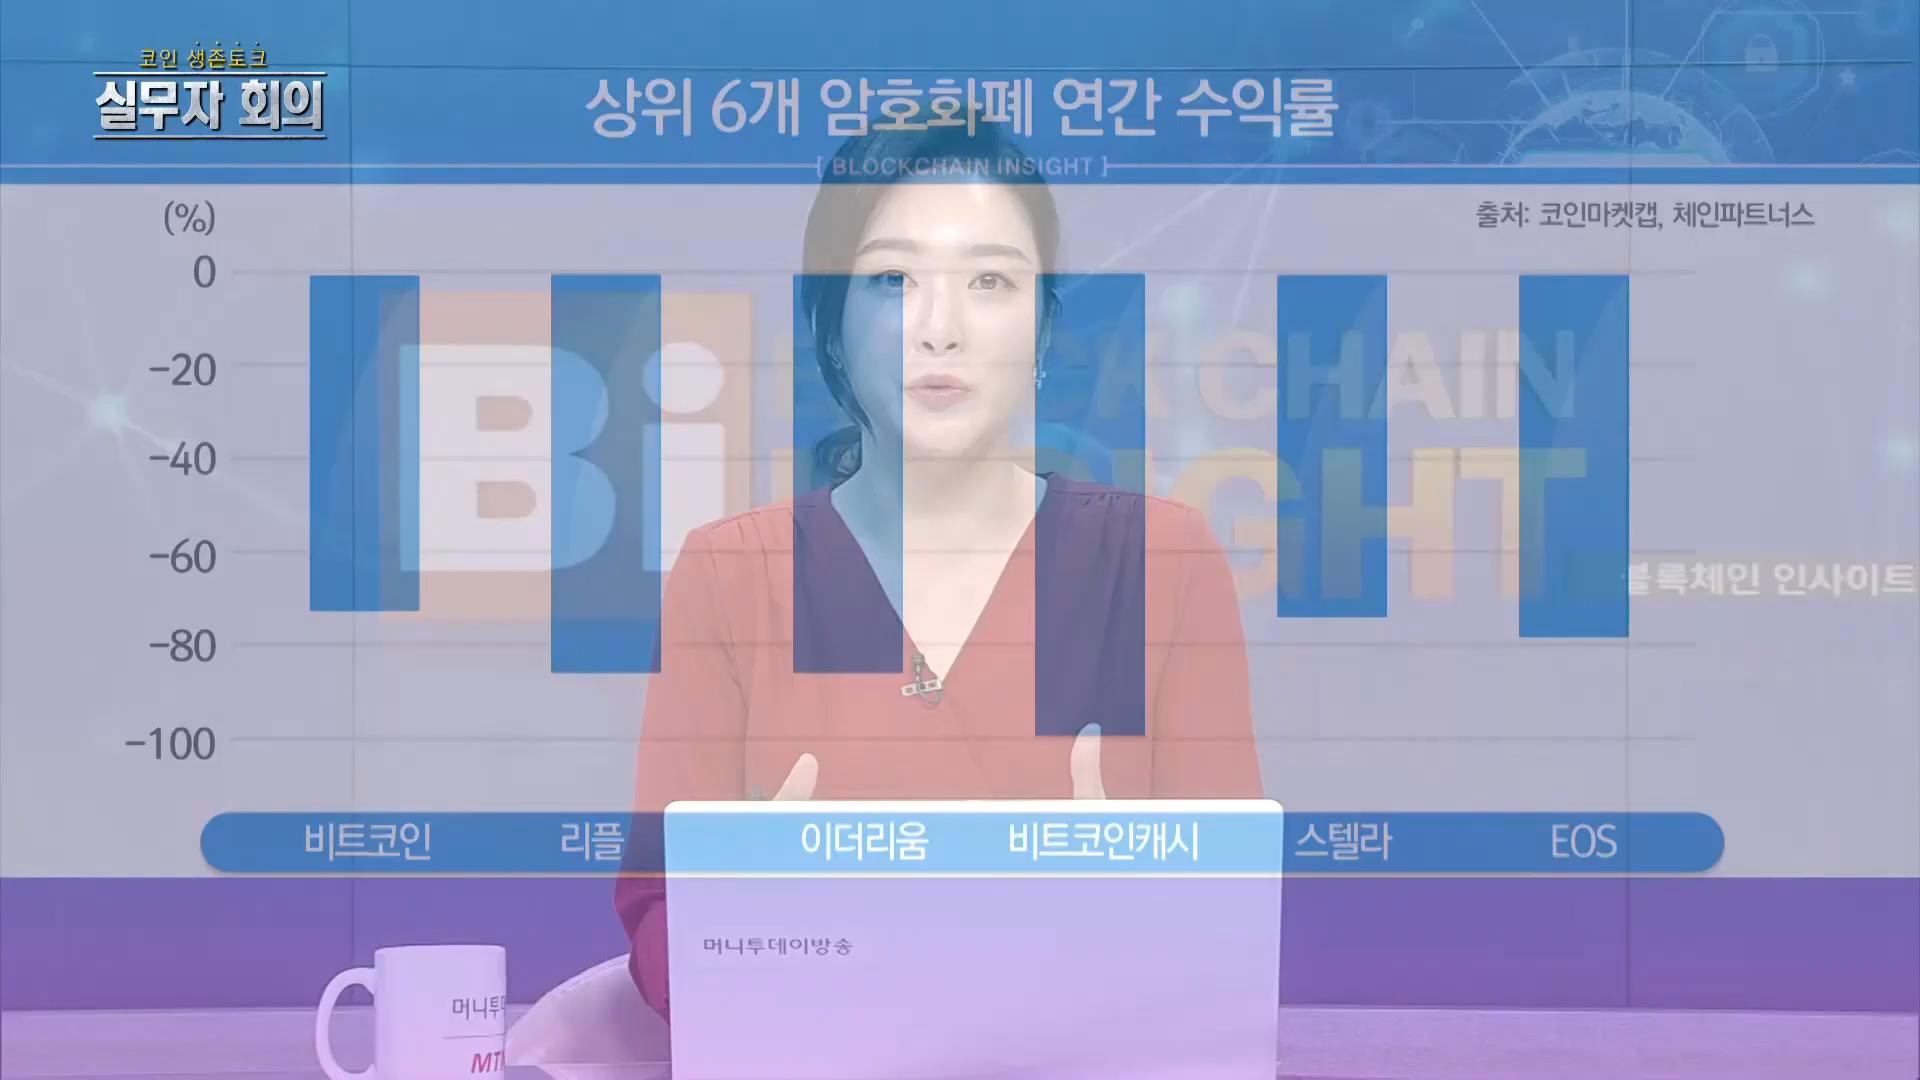 코인 생존토크
실무자 회의
상위 6개 암호화폐 연간 수익률
[ BLOCKCHAIN INSIGHT ]
(%)
출처: 코인마켓캡, 체인파트너스
0
-20
-40
-60
-80
-100
Bi
CHAIN
블록체인 인사이트
비트코인
리플
이더리움
비트코인캐시
스텔라
EOS
머니투데이방송
머니투